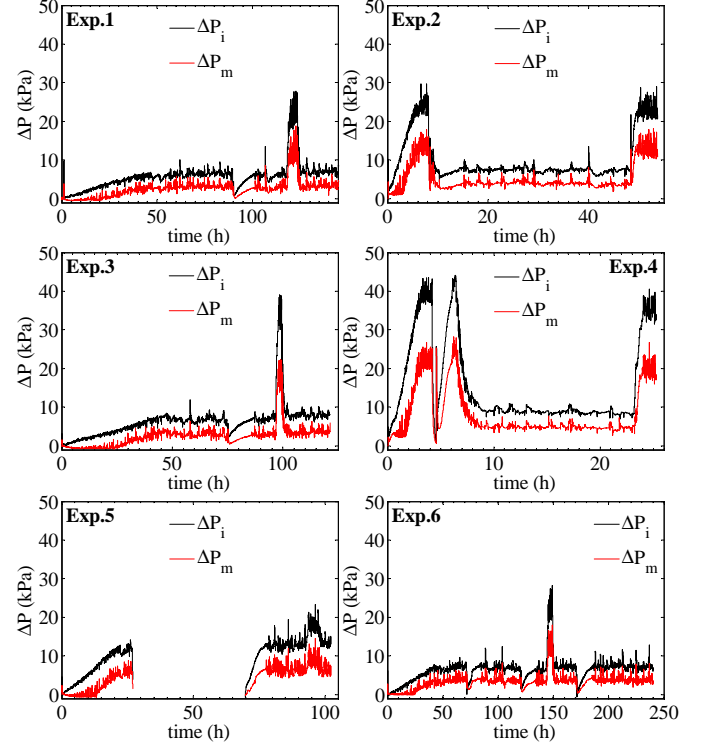 Exp.1
ΔP_i
ΔP_m
ΔP (kPa)
50
40
30
20
10
0
0 50 100
time (h)
Exp.2
ΔP_i
ΔP_m
ΔP (kPa)
50
40
30
20
10
0
0 20 40
time (h)
Exp.3
ΔP_i
ΔP_m
ΔP (kPa)
50
40
30
20
10
0
0 50 100
time (h)
Exp.4
ΔP_i
ΔP_m
ΔP (kPa)
50
40
30
20
10
0
0 10 20
time (h)
Exp.5
ΔP_i
ΔP_m
ΔP (kPa)
50
40
30
20
10
0
0 50 100
time (h)
Exp.6
ΔP_i
ΔP_m
ΔP (kPa)
50
40
30
20
10
0
0 50 100 150 200 250
time (h)